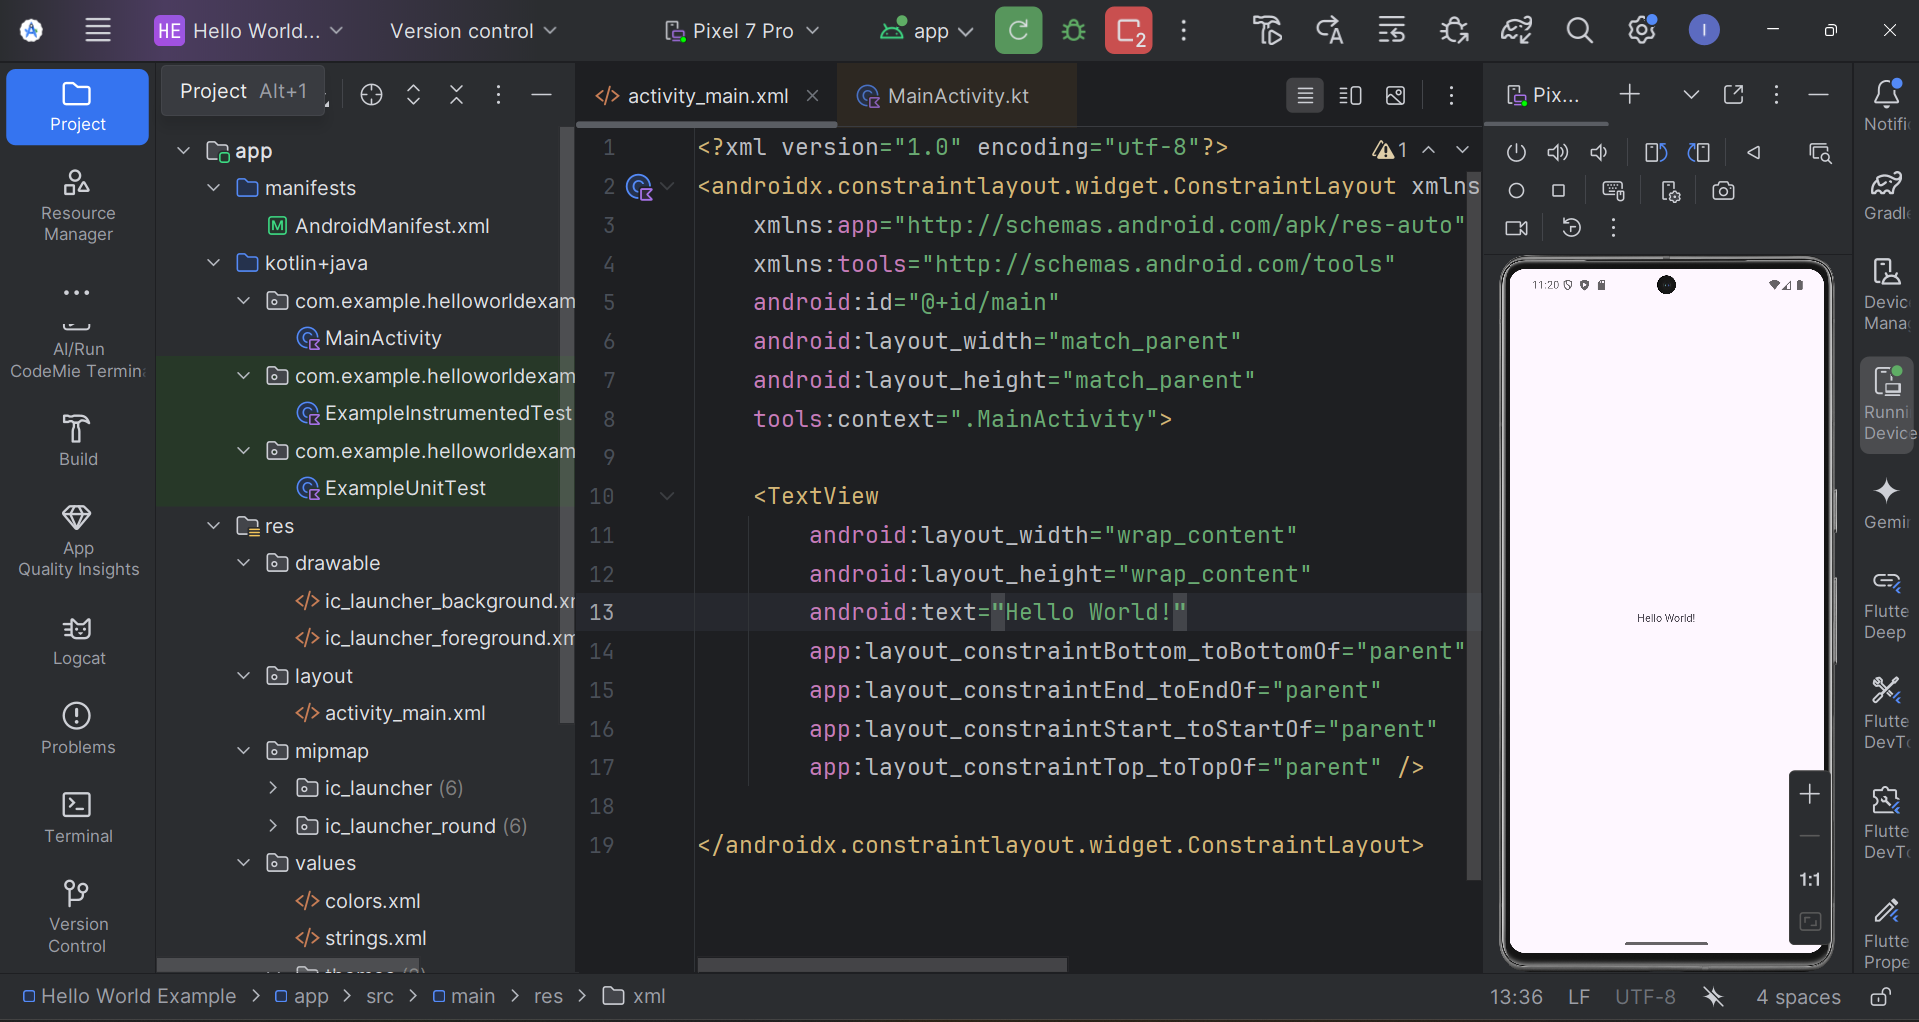 HE Hello World... Version control Pixel 7 Pro app 2 I
Project
Resource
Manager
AI/Run
CodeMie Termin
Build
App
Quality Insights
Logcat
Problems
Terminal
Version
Control
Project Alt+1
app
manifests
M AndroidManifest.xml
kotlin+java
com.example.helloworldexam
MainActivity
com.example.helloworldexam
ExampleInstrumentedTest
com.example.helloworldexam
ExampleUnitTest
res
drawable
ic_launcher_background.xm
ic_launcher_foreground.xm
layout
activity_main.xml
mipmap
ic_launcher (6)
ic_launcher_round (6)
values
colors.xml
strings.xml
activity_main.xml MainActivity.kt
1 <?xml version="1.0" encoding="utf-8"?> 1
2 <androidx.constraintlayout.widget.ConstraintLayout xmlns
3 xmlns:app="http://schemas.android.com/apk/res-auto"
4 xmlns:tools="http://schemas.android.com/tools"
5 android:id="@+id/main"
6 android:layout_width="match_parent"
7 android:layout_height="match_parent"
8 tools:context=".MainActivity">
9
10 <TextView
11 android:layout_width="wrap_content"
12 android:layout_height="wrap_content"
13 android:text="Hello World!"
14 app:layout_constraintBottom_toBottomOf="parent"
15 app:layout_constraintEnd_toEndOf="parent"
16 app:layout_constraintStart_toStartOf="parent"
17 app:layout_constraintTop_toTopOf="parent" />
18
19 </androidx.constraintlayout.widget.ConstraintLayout>
Pix...
11:20
Hello World!
1:1
Notifi
Gradl
Devic
Mana
Runni
Device
Gemi
Flutte
Deep
Flutte
DevTo
Flutte
DevTo
Flutte
Prope
Hello World Example > app > src > main > res > xml 13:36 LF UTF-8 4 spaces